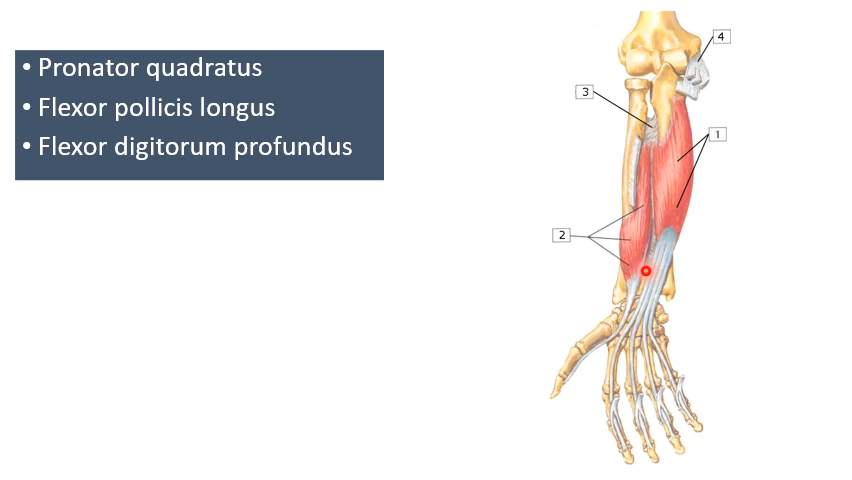 • Pronator quadratus
• Flexor pollicis longus
• Flexor digitorum profundus
4
3
1
2